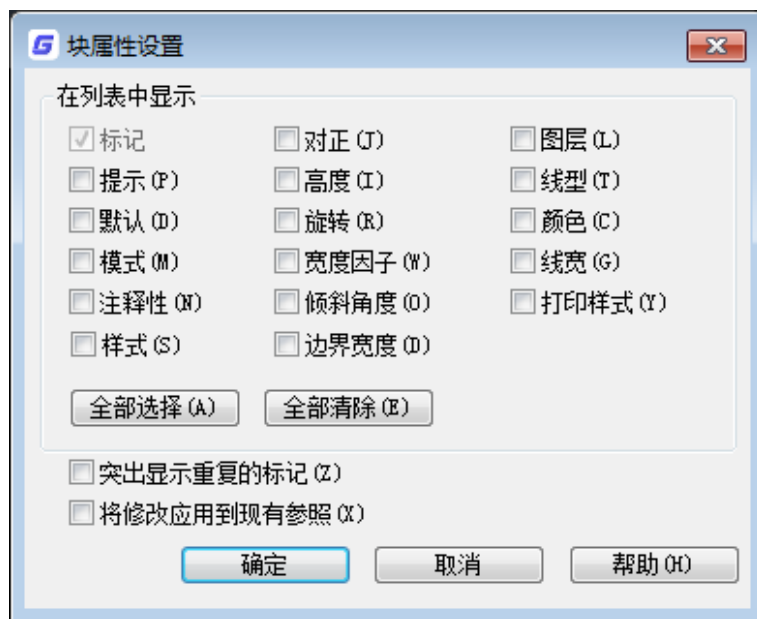 块属性设置
在列表中显示
标记 对正(J) 图层(L)
提示(P) 高度(I) 线型(T)
默认(D) 旋转(R) 颜色(C)
模式(M) 宽度因子(W) 线宽(G)
注释性(N) 倾斜角度(O) 打印样式(Y)
样式(S) 边界宽度(D)
全部选择(A) 全部清除(E)
突出显示重复的标记(Z)
将修改应用到现有参照(X)
确定 取消 帮助(H)